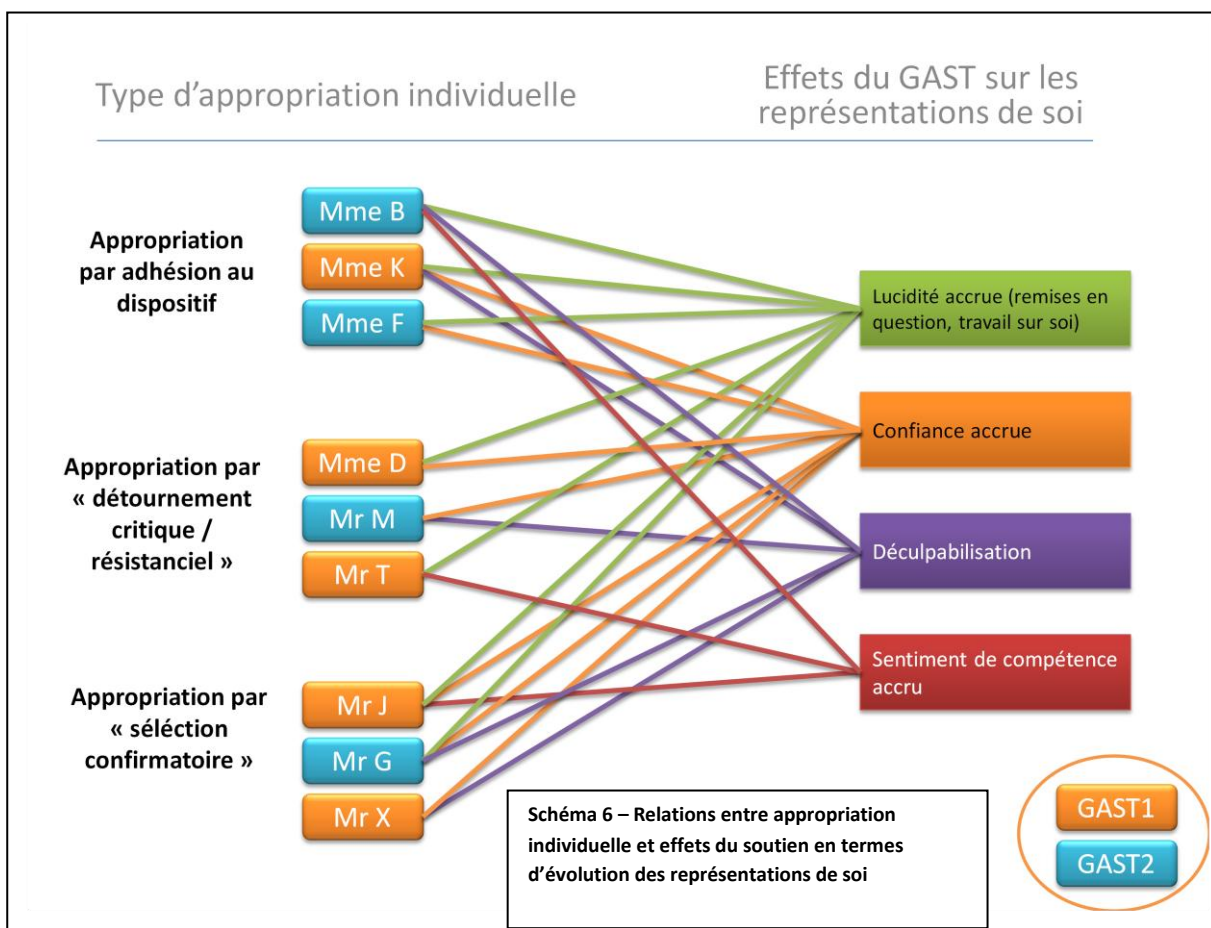 Type d'appropriation individuelle
Effets du GAST sur les
représentations de soi
Appropriation
par adhésion au
dispositif
Mme B
Mme K
Mme F
Appropriation par
« détournement
critique /
résistanciel »
Mme D
Mr M
Mr T
Appropriation par
« séléction
confirmatoire »
Mr J
Mr G
Mr X
Lucidité accrue (remises en
question, travail sur soi)
Confiance accrue
Déculpabilisation
Sentiment de compétence
accru
Schéma 6 – Relations entre appropriation
individuelle et effets du soutien en termes
d'évolution des représentations de soi
GAST1
GAST2